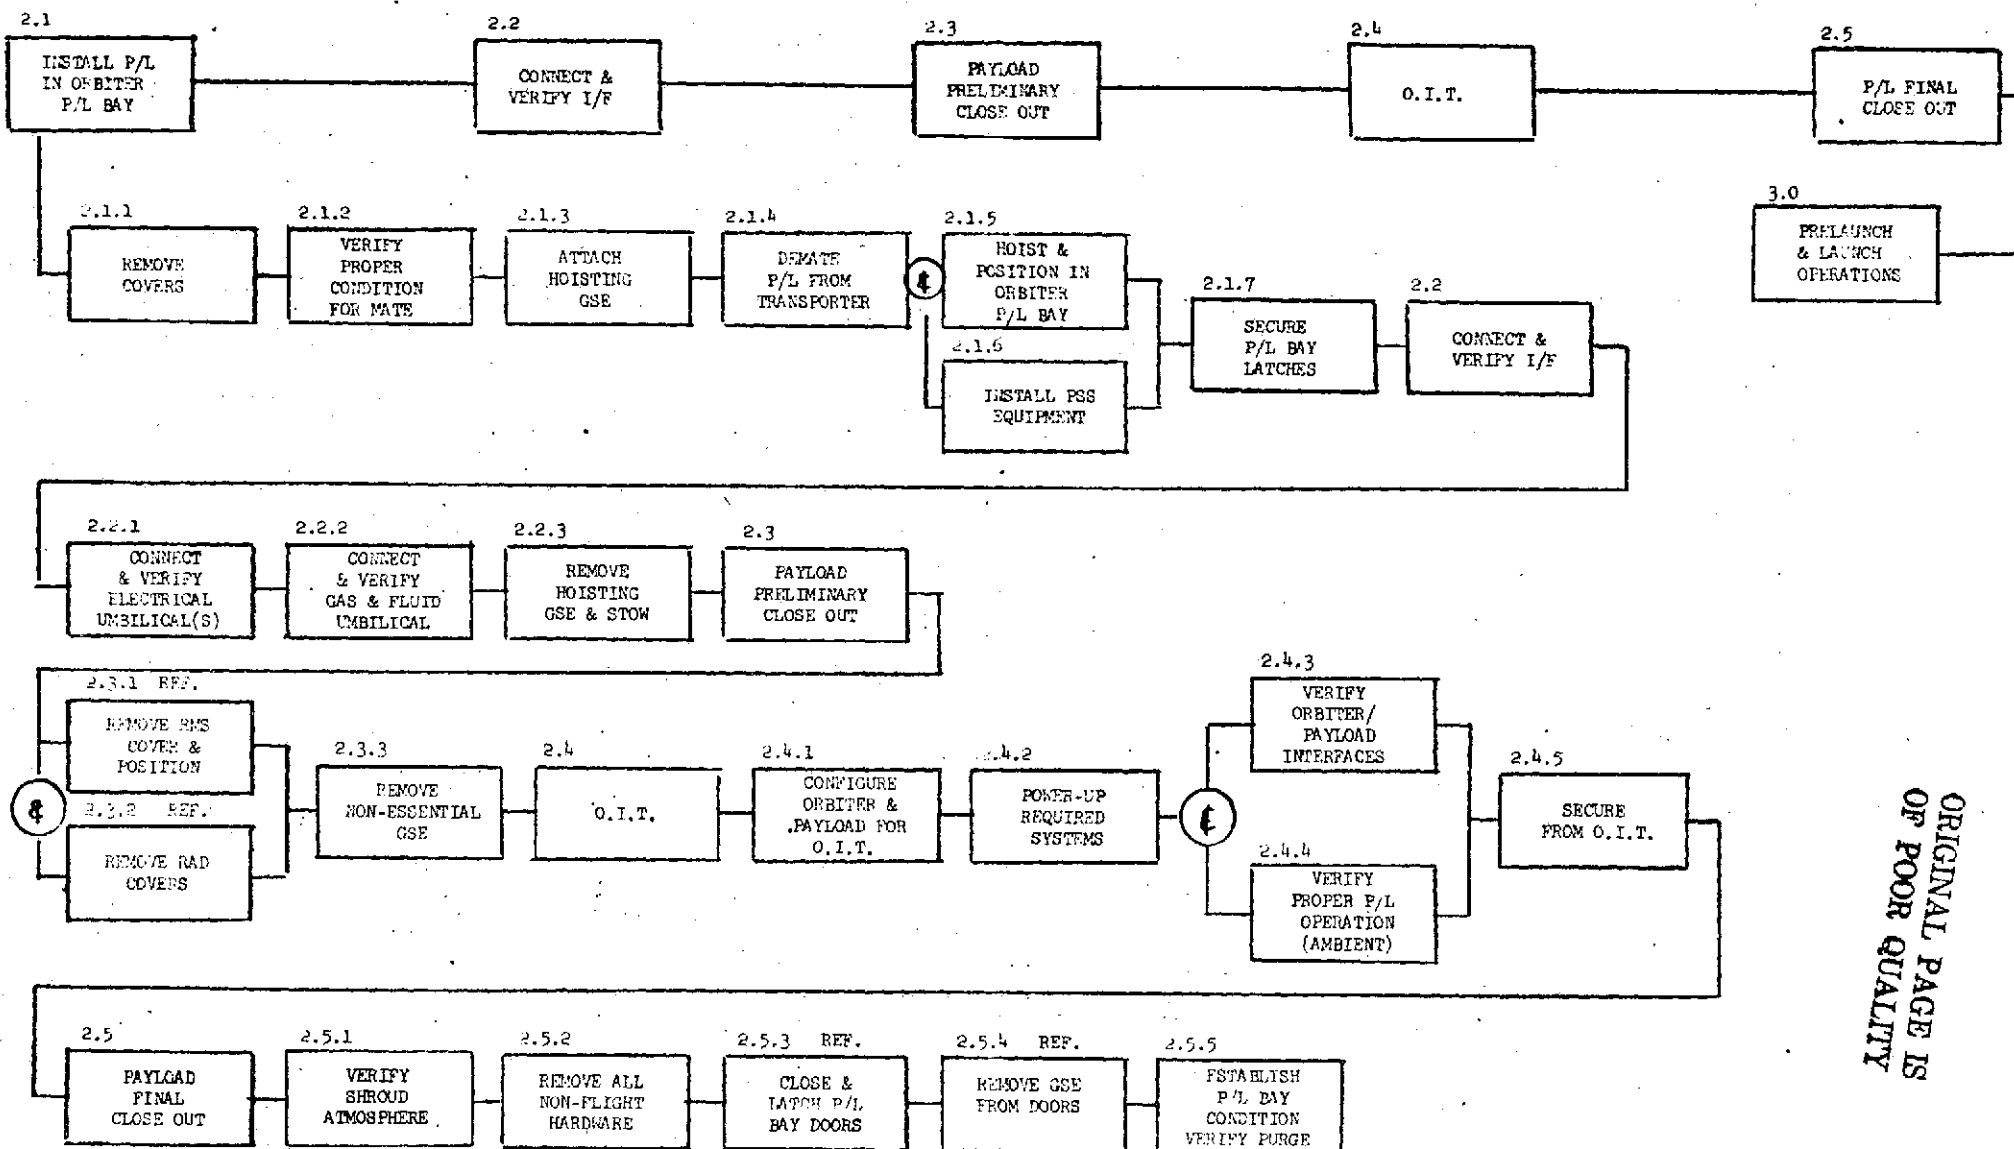 2.1
INSTALL P/L
IN ORBITER
P/L BAY
2.2
CONNECT &
VERIFY I/F
2.3
PAYLOAD
PRELIMINARY
CLOSE OUT
2.4
O.I.T.
2.5
P/L FINAL
CLOSE OUT
3.0
PRELAUNCH
& LAUNCH
OPERATIONS
2.1.1
REMOVE
COVERS
2.1.2
VERIFY
PROPER
CONDITION
FOR MATE
2.1.3
ATTACH
HOISTING
GSE
2.1.4
DEMATE
P/L FROM
TRANSPORTER
&
2.1.5
HOIST &
POSITION IN
ORBITER
P/L BAY
2.1.6
INSTALL PSS
EQUIPMENT
2.1.7
SECURE
P/L BAY
LATCHES
2.2
CONNECT &
VERIFY I/F
2.2.1
CONNECT
& VERIFY
ELECTRICAL
UMBILICAL(S)
2.2.2
CONNECT
& VERIFY
GAS & FLUID
UMBILICAL
2.2.3
REMOVE
HOISTING
GSE & STOW
2.3
PAYLOAD
PRELIMINARY
CLOSE OUT
&
2.3.1 REF.
REMOVE RMS
COVER &
POSITION
2.3.2 REF.
REMOVE RAD
COVERS
2.3.3
REMOVE
NON-ESSENTIAL
GSE
2.4
O.I.T.
2.4.1
CONFIGURE
ORBITER &
PAYLOAD FOR
O.I.T.
2.4.2
POWER-UP
REQUIRED
SYSTEMS
&
2.4.3
VERIFY
ORBITER/
PAYLOAD
INTERFACES
2.4.4
VERIFY
PROPER P/L
OPERATION
(AMBIENT)
2.4.5
SECURE
FROM O.I.T.
2.5
PAYLOAD
FINAL
CLOSE OUT
2.5.1
VERIFY
SHROUD
ATMOSPHERE
2.5.2
REMOVE ALL
NON-FLIGHT
HARDWARE
2.5.3 REF.
CLOSE &
LATCH P/L
BAY DOORS
2.5.4 REF.
REMOVE GSE
FROM DOORS
2.5.5
ESTABLISH
P/L BAY
CONDITION
VERIFY PURGE
ORIGINAL PAGE IS
OF POOR QUALITY